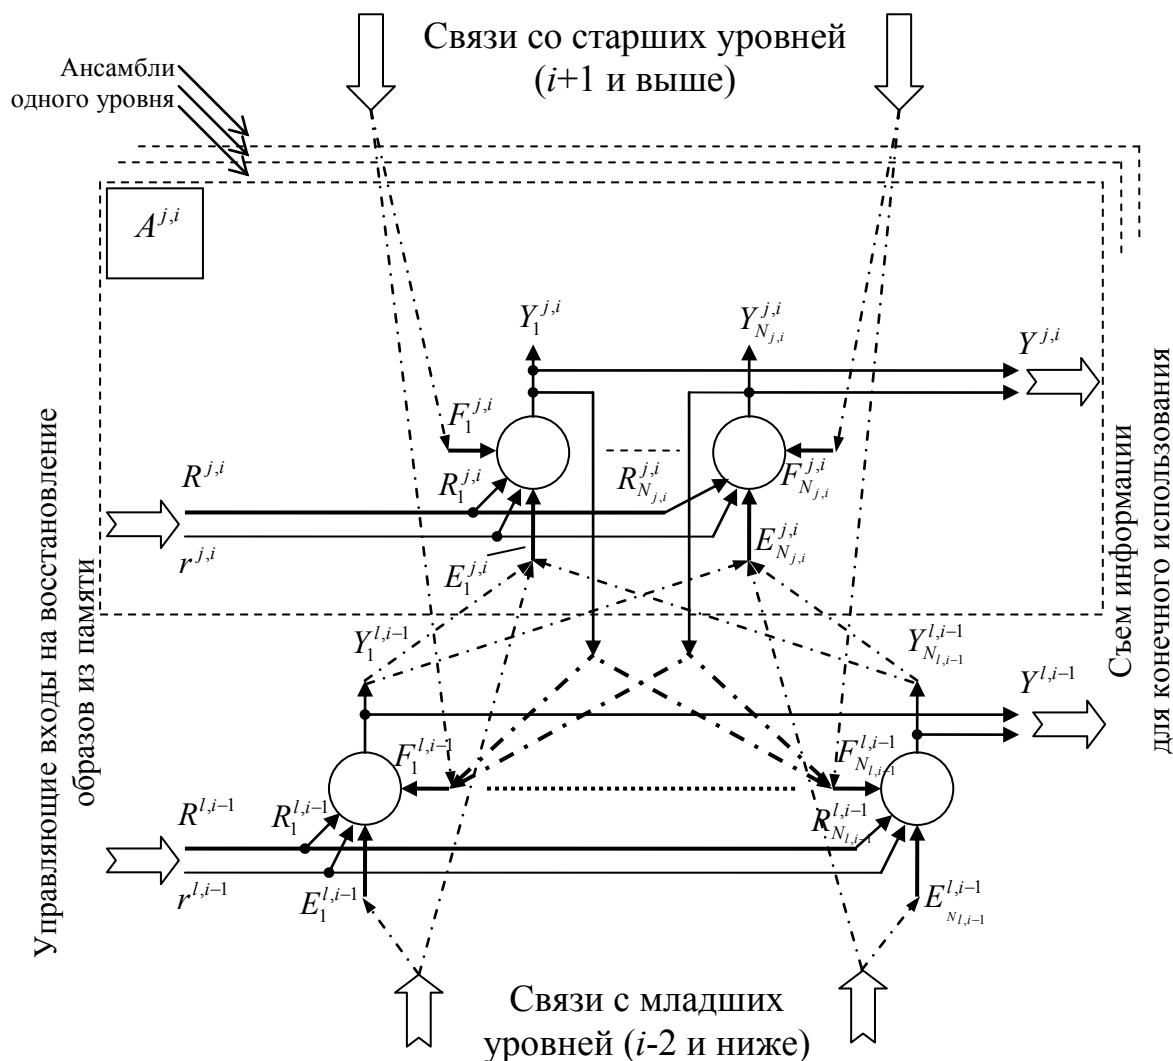 Связи со старших уровней
(i+1 и выше)
Ансамбли
одного уровня
A^{j,i}
Y_1^{j,i}
Y_{N_{j,i}}^{j,i}
Y^{j,i}
F_1^{j,i}
F_{N_{j,i}}^{j,i}
R^{j,i}
R_1^{j,i}
R_{N_{j,i}}^{j,i}
r^{j,i}
E_1^{j,i}
E_{N_{j,i}}^{j,i}
Y_1^{l,i-1}
Y_{N_{l,i-1}}^{l,i-1}
Y^{l,i-1}
F_1^{l,i-1}
F_{N_{l,i-1}}^{l,i-1}
R^{l,i-1}
R_1^{l,i-1}
R_{N_{l,i-1}}^{l,i-1}
r^{l,i-1}
E_1^{l,i-1}
E_{N_{l,i-1}}^{l,i-1}
Связи с младших
уровней (i-2 и ниже)
Управляющие входы на восстановление
образов из памяти
Съем информации
для конечного использования